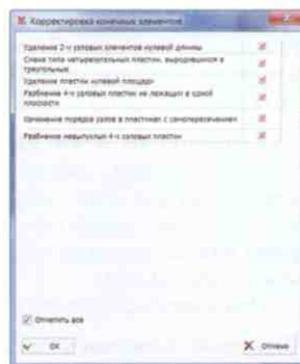 Корректировка конечных элементов
Удаление 2-х узловых элементов нулевой длины
Смена типа четырехугольных пластин, выродившихся в
треугольные
Удаление пластин нулевой площади
Разбиение 4-х узловых пластин не лежащих в одной
плоскости
Изменение порядка узлов в пластинах с самопересечением
Разбиение невыпуклых 4-х узловых пластин
Отметить все
OK
Отмена